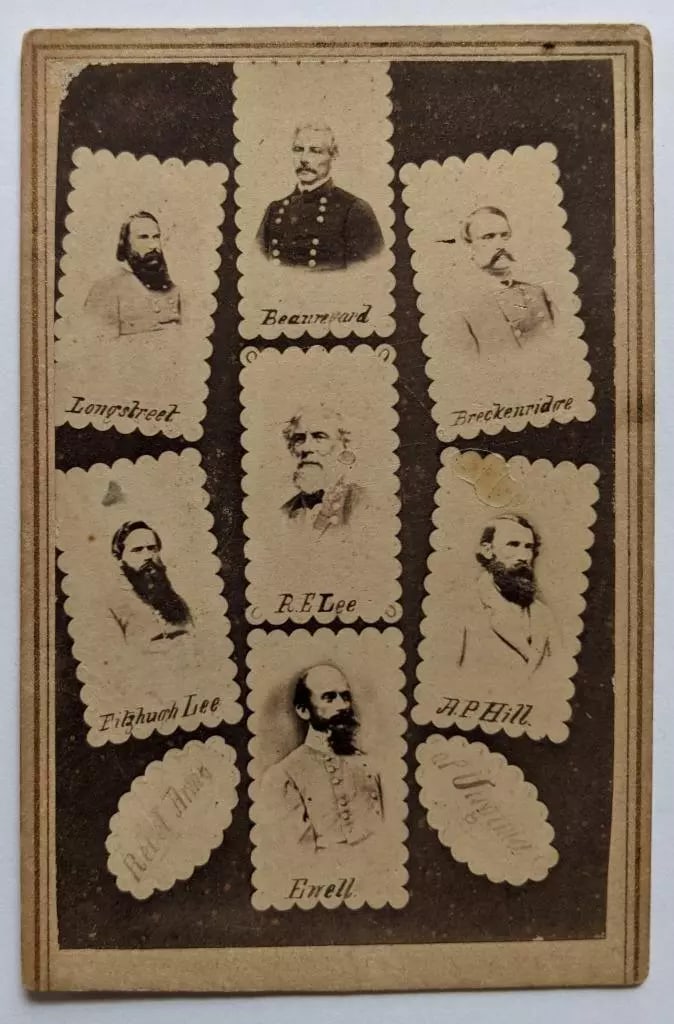 Beauregard
Longstreet
Breckenridge
R.E Lee
Fitzhugh Lee
A.P Hill.
Ewell.
Rebel Army
of Virginia